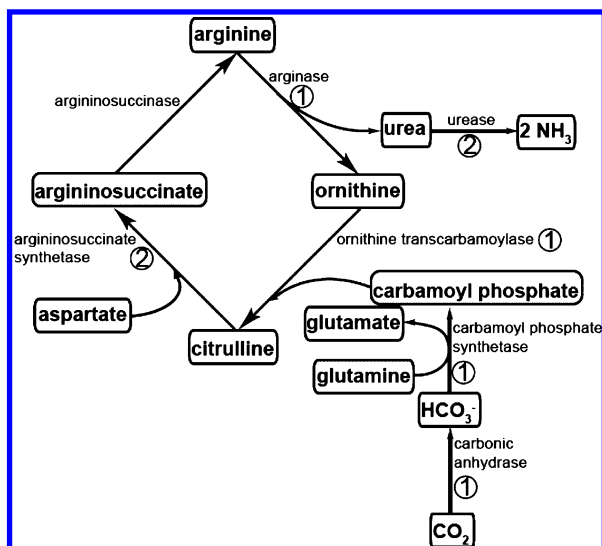 arginine
arginase
①
argininosuccinase
urea
urease
②
2 NH₃
argininosuccinate
ornithine
argininosuccinate
synthetase
②
ornithine transcarbamoylase ①
aspartate
carbamoyl phosphate
citrulline
glutamate
carbamoyl phosphate
synthetase
glutamine
①
HCO₃⁻
carbonic
anhydrase
①
CO₂